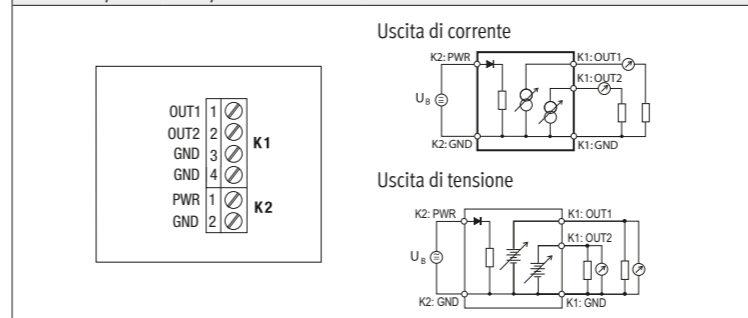 Uscita di corrente
K2: PWR
K1: OUT1
K1: OUT2
UB
K2: GND
K1: GND
OUT1 1
OUT2 2
GND 3
GND 4
K1
PWR 1
GND 2
K2
Uscita di tensione
K2: PWR
K1: OUT1
K1: OUT2
UB
K2: GND
K1: GND